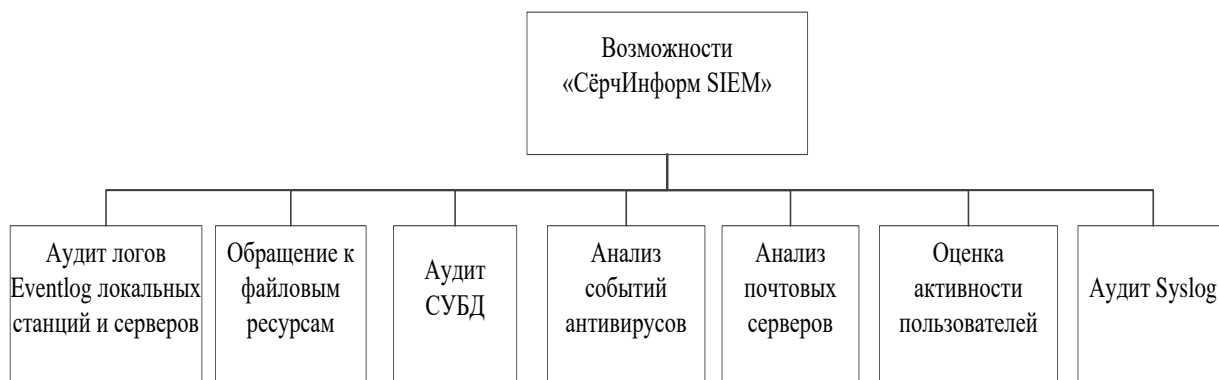 Возможности
«СёрчИнформ SIEM»
Аудит логов
Eventlog локальных
станций и серверов
Обращение к
файловым
ресурсам
Аудит
СУБД
Анализ
событий
антивирусов
Анализ
почтовых
серверов
Оценка
активности
пользователей
Аудит Syslog